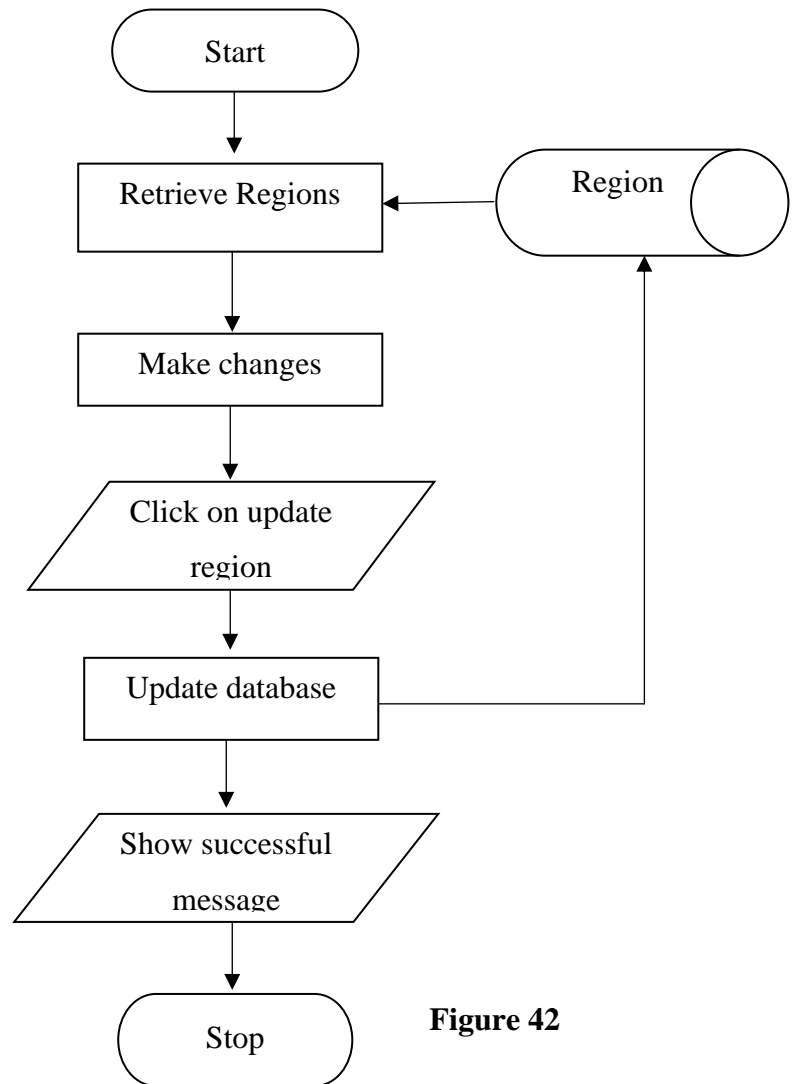 Start
Retrieve Regions
Region
Make changes
Click on update
region
Update database
Show successful
message
Stop
Figure 42